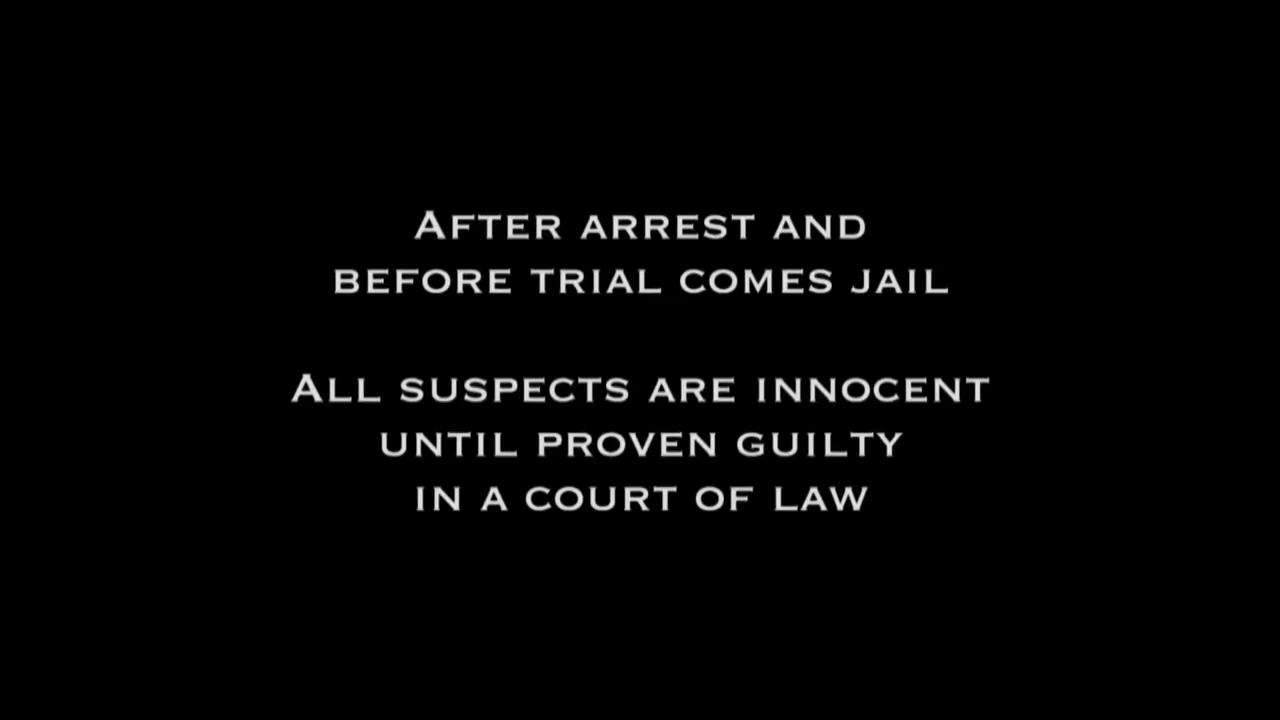 AFTER ARREST AND
BEFORE TRIAL COMES JAIL
ALL SUSPECTS ARE INNOCENT
UNTIL PROVEN GUILTY
IN A COURT OF LAW